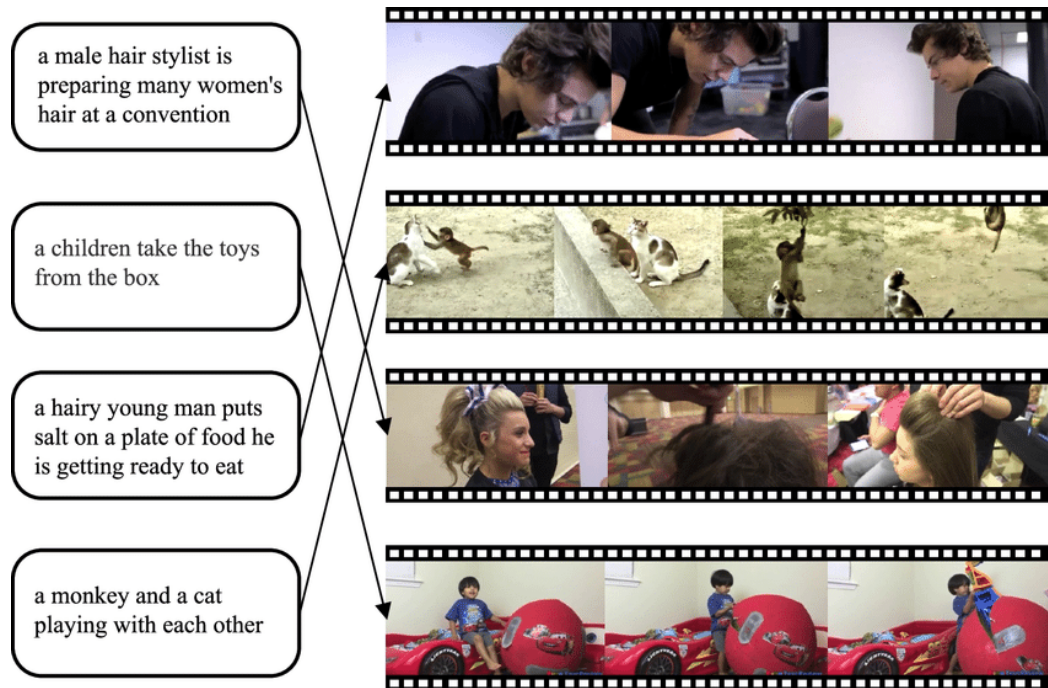 a male hair stylist is
preparing many women's
hair at a convention
a children take the toys
from the box
a hairy young man puts
salt on a plate of food he
is getting ready to eat
a monkey and a cat
playing with each other